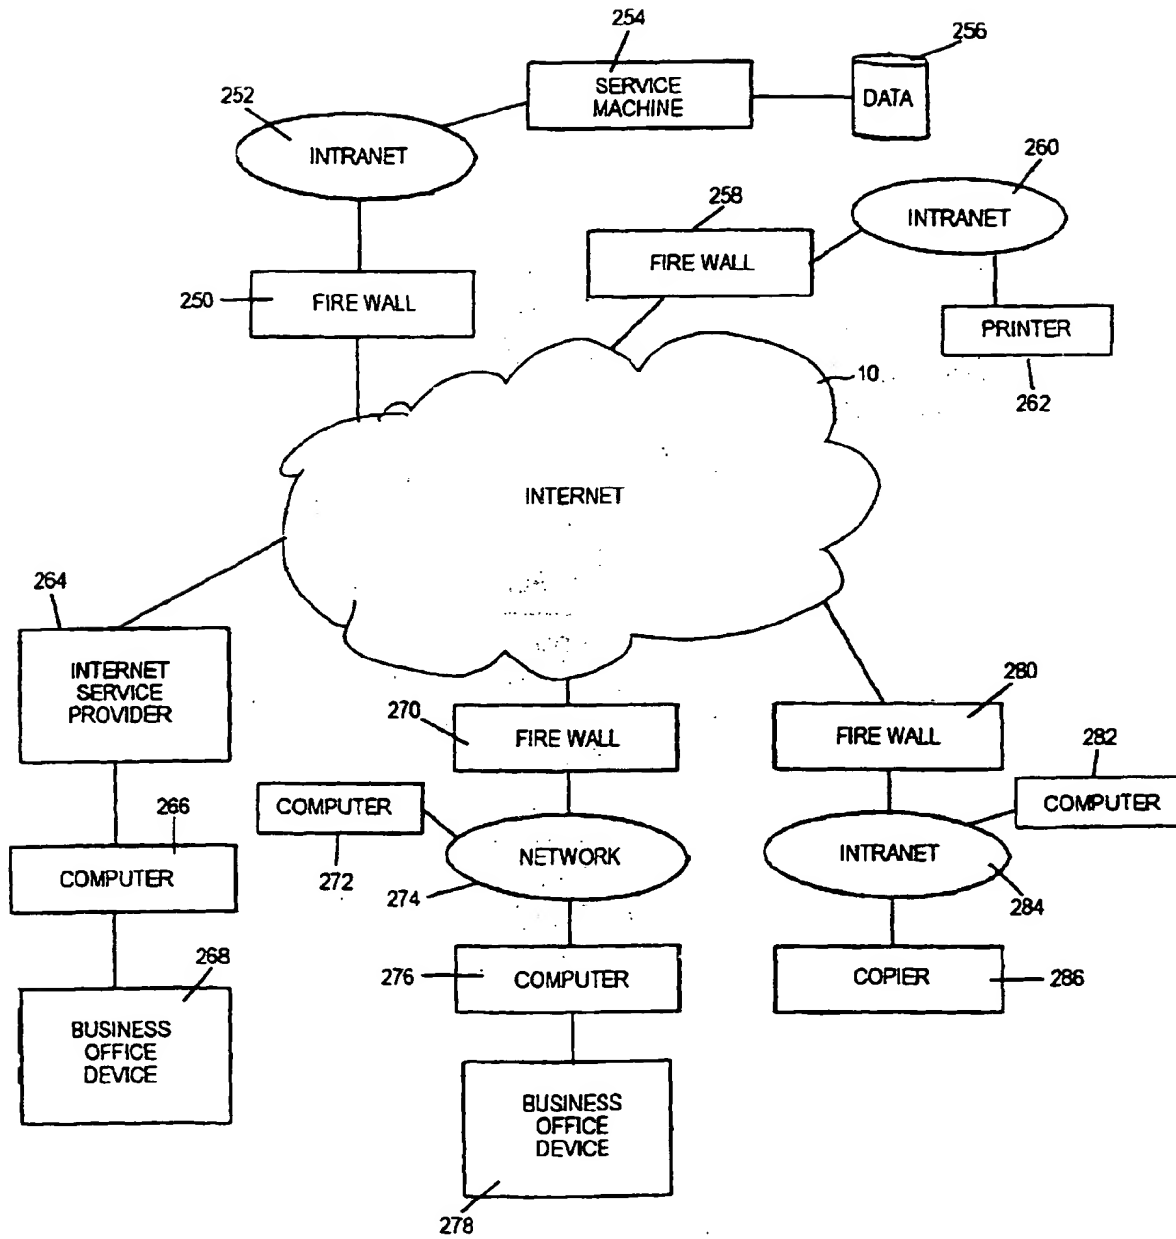 254
256
SERVICE
MACHINE
DATA
252
INTRANET
260
INTRANET
258
FIRE WALL
250
FIRE WALL
PRINTER
262
10
INTERNET
264
INTERNET
SERVICE
PROVIDER
270
FIRE WALL
280
FIRE WALL
282
COMPUTER
COMPUTER
272
266
COMPUTER
NETWORK
274
INTRANET
284
268
BUSINESS
OFFICE
DEVICE
276
COMPUTER
COPIER
286
BUSINESS
OFFICE
DEVICE
278